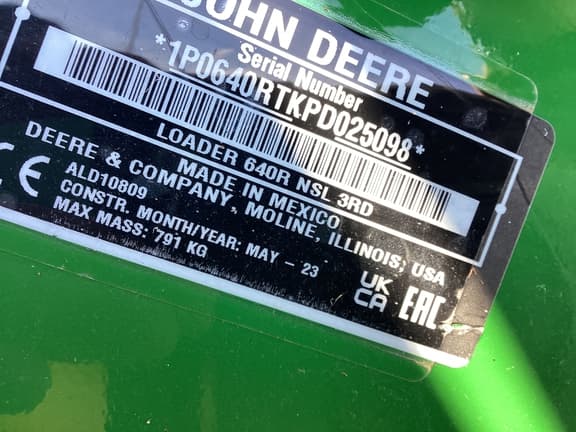 JOHN DEERE
Serial Number
*1P0640RTKPD025098*
LOADER 640R NSL 3RD
MADE IN MEXICO
DEERE & COMPANY, MOLINE, ILLINOIS, USA
ALD10809
CONSTR. MONTH/YEAR: MAY - 23
MAX MASS: 791 KG
CE
UK
CA
EAC